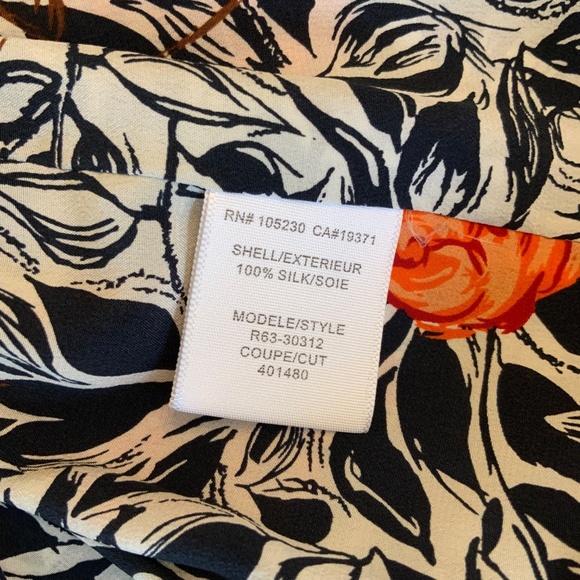 RN# 105230 CA#19371
SHELL/EXTERIEUR
100% SILK/SOIE
MODELE/STYLE
R63-30312
COUPE/CUT
401480